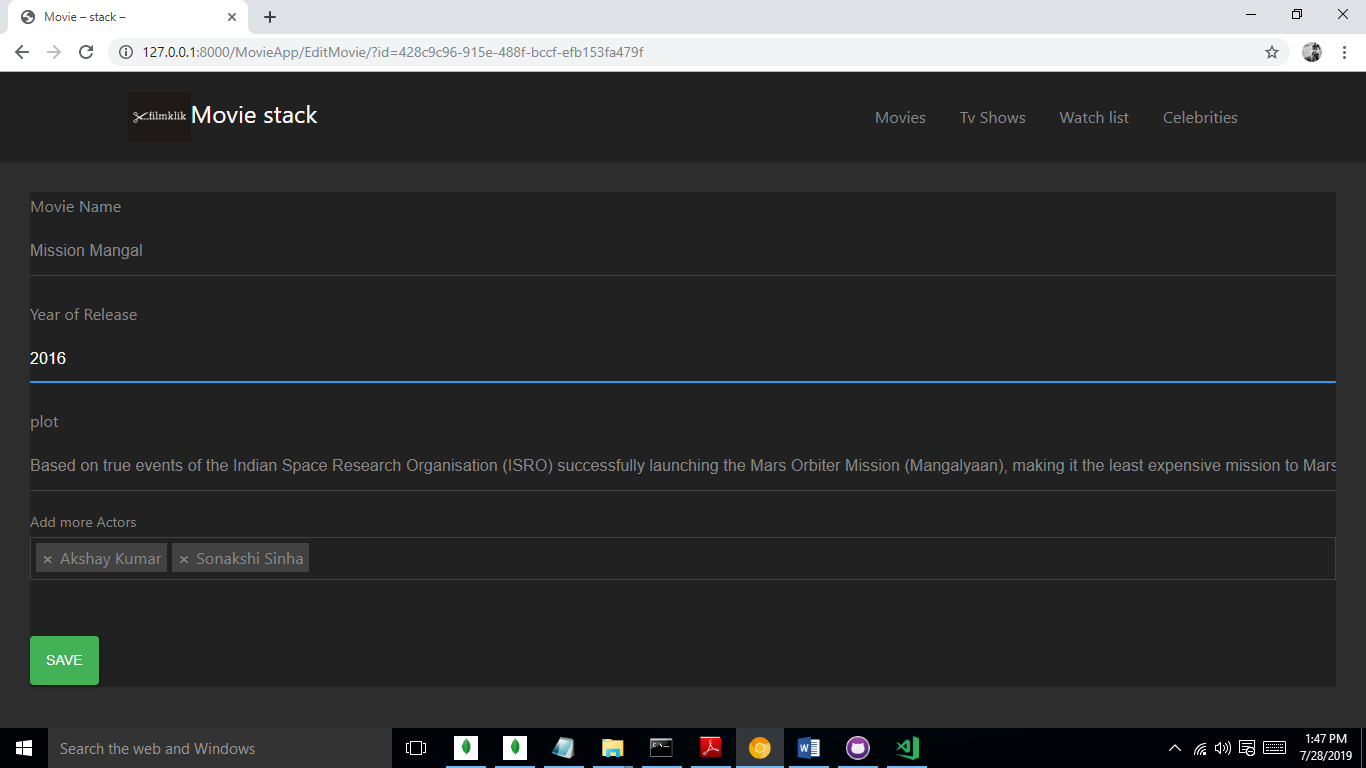 Movie – stack –
127.0.0.1:8000/MovieApp/EditMovie/?id=428c9c96-915e-488f-bccf-efb153fa479f
filmklik Movie stack Movies Tv Shows Watch list Celebrities
Movie Name
Mission Mangal
Year of Release
2016
plot
Based on true events of the Indian Space Research Organisation (ISRO) successfully launching the Mars Orbiter Mission (Mangalyaan), making it the least expensive mission to Mars
Add more Actors
× Akshay Kumar × Sonakshi Sinha
SAVE
Search the web and Windows
1:47 PM
7/28/2019